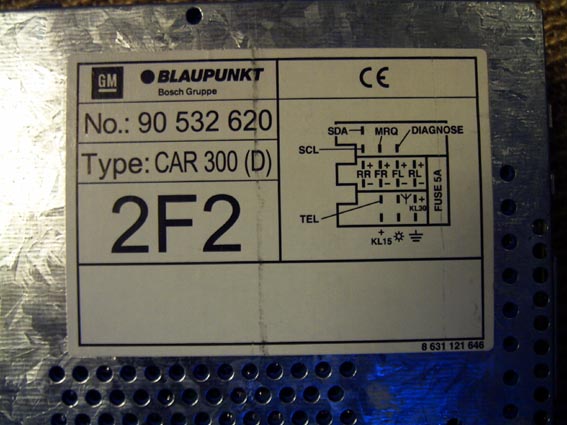 BLAUPUNKT
GM BLAUPUNKT
Bosch Gruppe
No.: 90 532 620
Type: CAR 300 (D)
2F2
CE
SDA MRQ DIAGNOSE
SCL
+ + + +
RR FR FL RL
- - - -
FUSE 5A
+
KL30
TEL
+
KL15
8 631 121 646